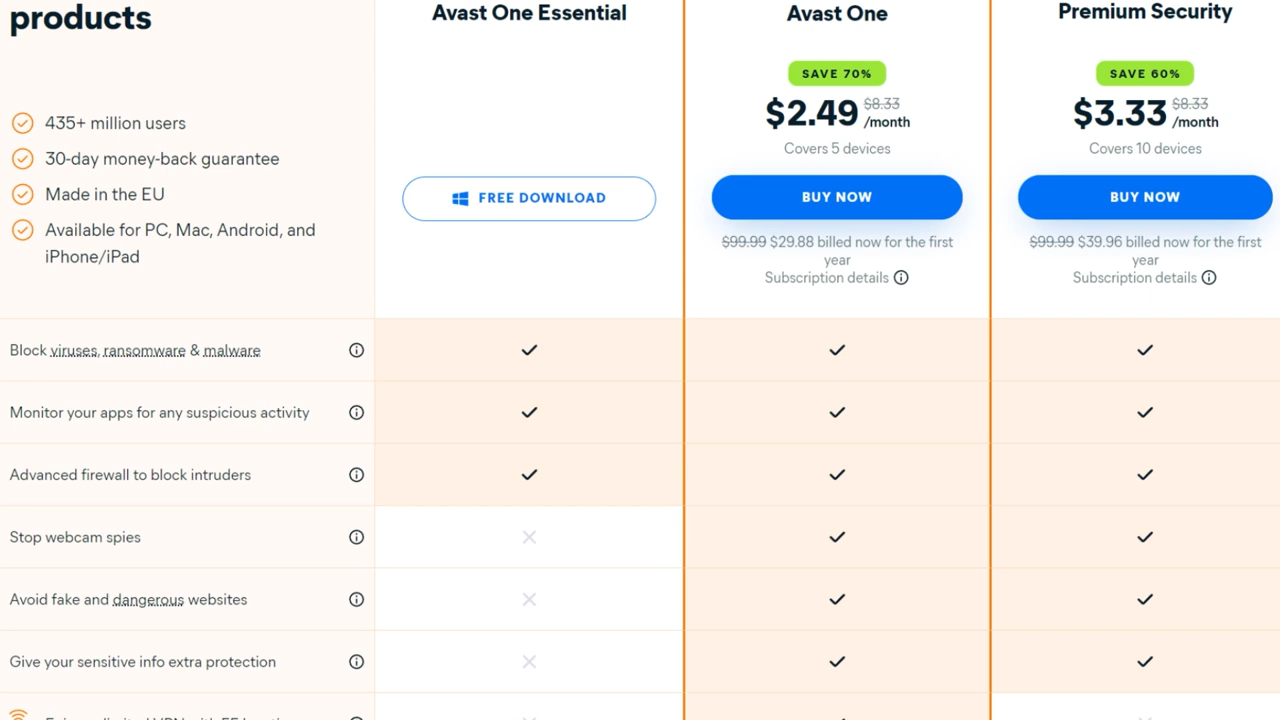 products
Avast One Essential
Avast One
Premium Security
SAVE 70%
SAVE 60%
$2.49 $8.33
/month
$3.33 $8.33
/month
Covers 5 devices
Covers 10 devices
435+ million users
30-day money-back guarantee
Made in the EU
Available for PC, Mac, Android, and
iPhone/iPad
FREE DOWNLOAD
BUY NOW
BUY NOW
$99.99 $29.88 billed now for the first
year
Subscription details
$99.99 $39.96 billed now for the first
year
Subscription details
Block viruses, ransomware & malware
Monitor your apps for any suspicious activity
Advanced firewall to block intruders
Stop webcam spies
Avoid fake and dangerous websites
Give your sensitive info extra protection